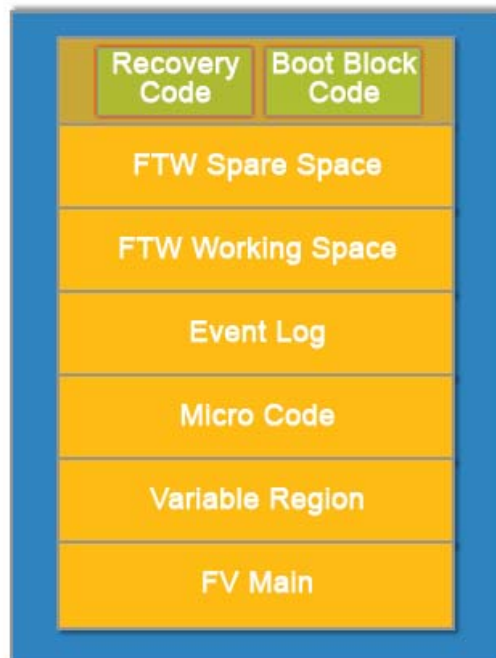 Recovery
Code
Boot Block
Code
FTW Spare Space
FTW Working Space
Event Log
Micro Code
Variable Region
FV Main